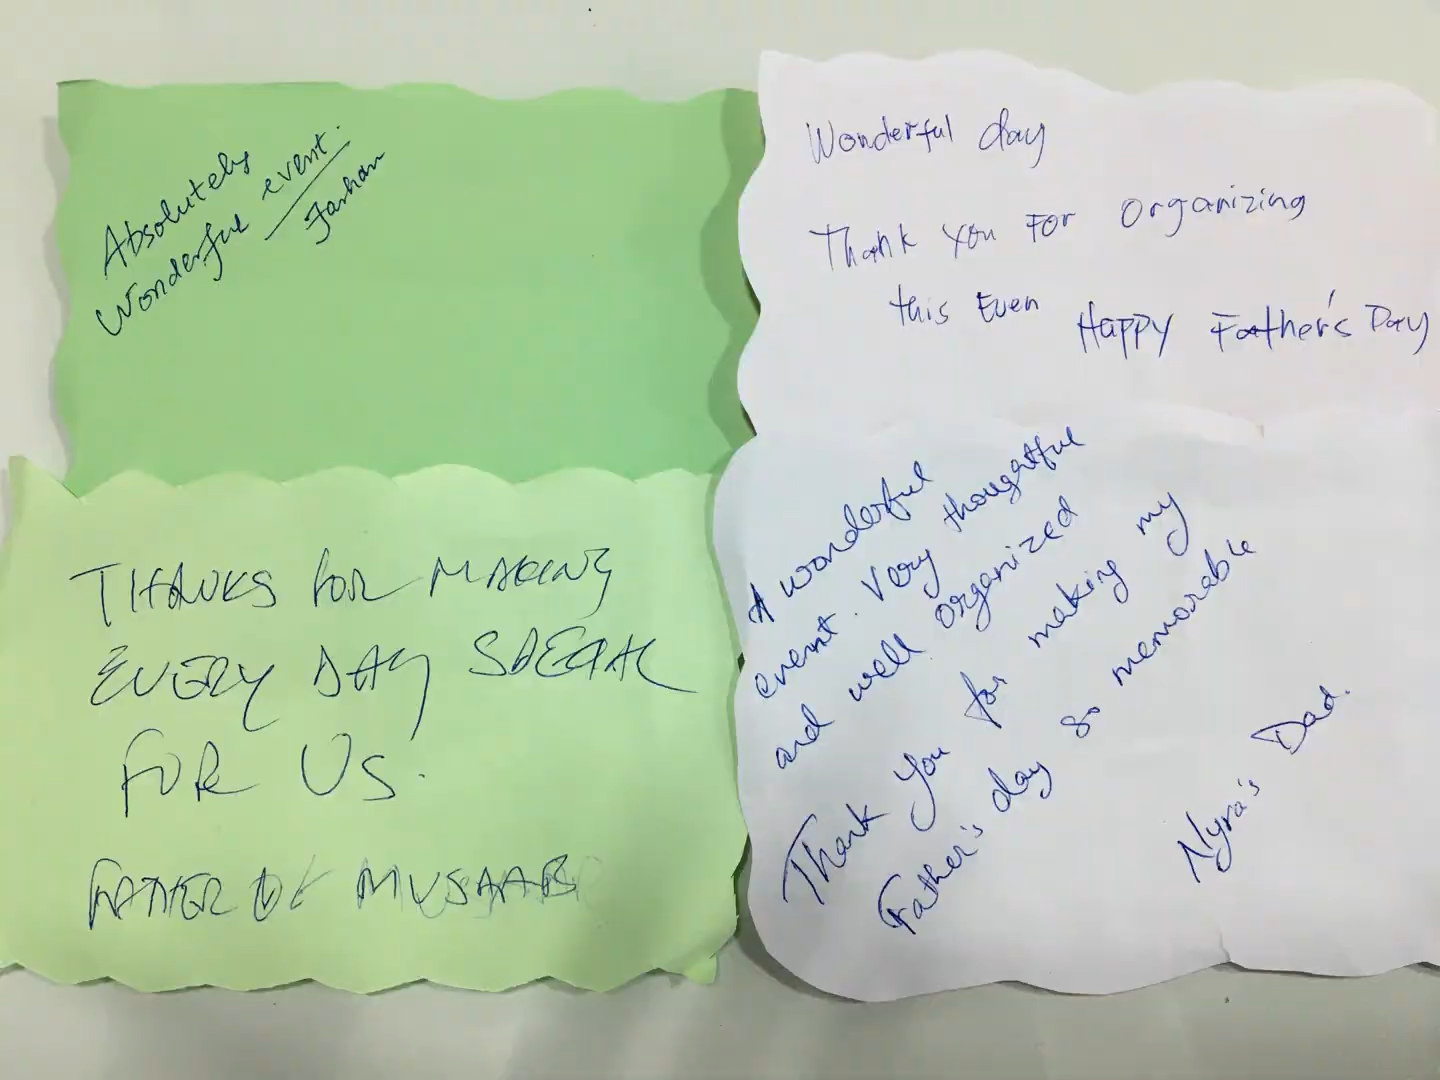 Absolutely
Wonderful event.
Farhan
Wonderful day
Thank you For Organizing
this Even Happy Father's Day
THANKS FOR MAKING
EVERY DAY SPECIAL
FOR US.
FATHER OF MUSAAB
A wonderful
event. Very thoughtful
and well organized
Thank you for making my
Father's day so memorable
Nyra's Dad.